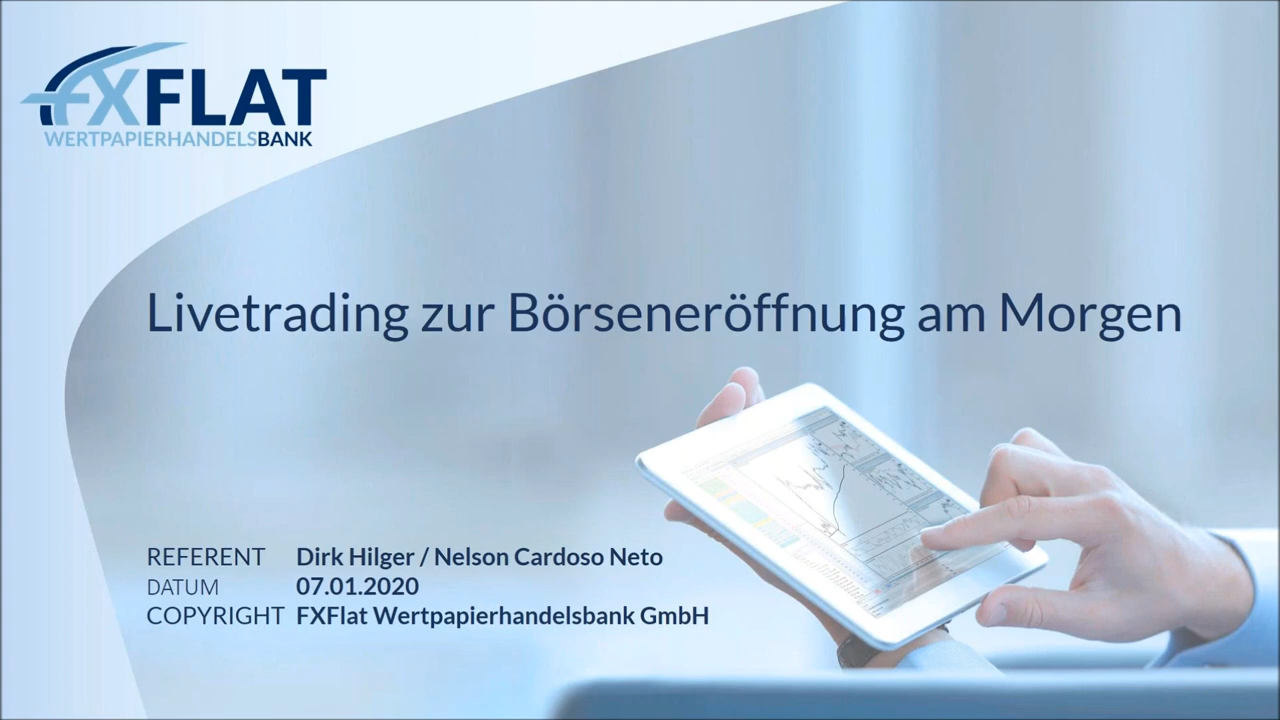 FXFLAT
WERTPAPIERHANDELSBANK
Livetrading zur Börseneröffnung am Morgen
REFERENT Dirk Hilger / Nelson Cardoso Neto
DATUM 07.01.2020
COPYRIGHT FXFlat Wertpapierhandelsbank GmbH